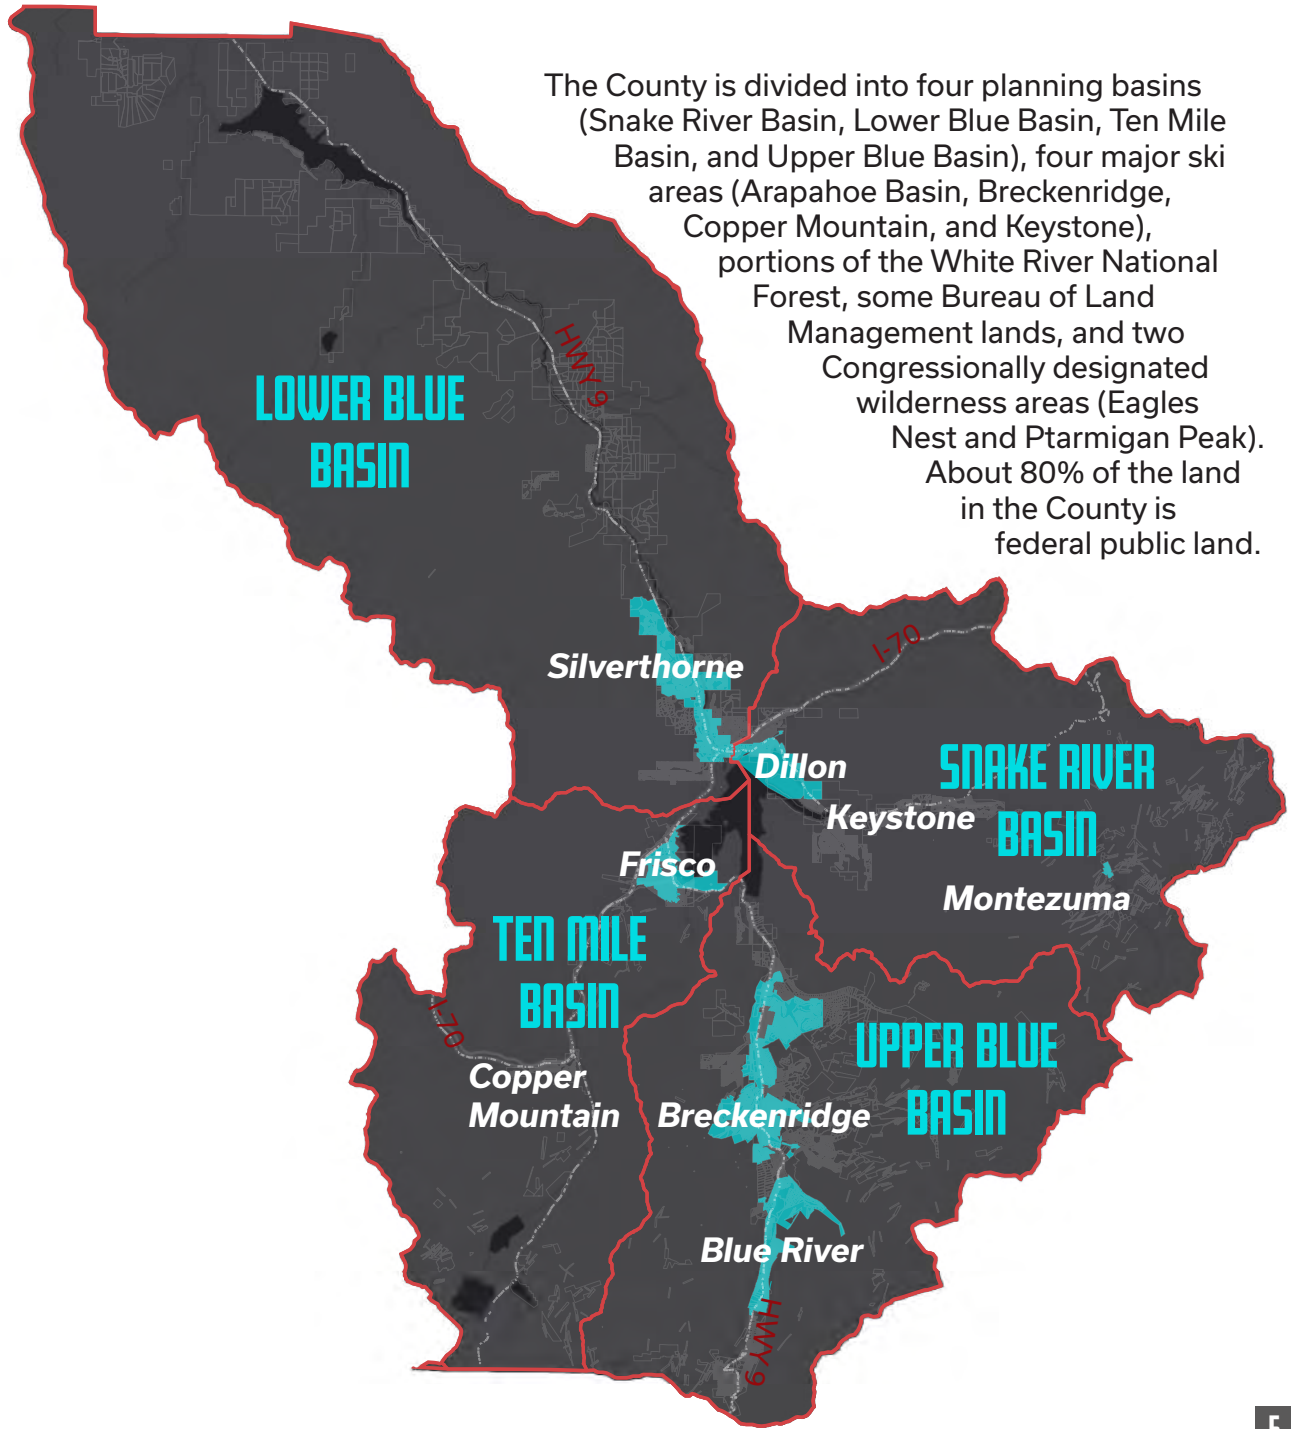 The County is divided into four planning basins
(Snake River Basin, Lower Blue Basin, Ten Mile
Basin, and Upper Blue Basin), four major ski
areas (Arapahoe Basin, Breckenridge,
Copper Mountain, and Keystone),
portions of the White River National
Forest, some Bureau of Land
Management lands, and two
Congressionally designated
wilderness areas (Eagles
Nest and Ptarmigan Peak).
About 80% of the land
in the County is
federal public land.
HWY 9
LOWER BLUE
BASIN
I-70
Silverthorne
Dillon
SNAKE RIVER
BASIN
Keystone
Frisco
Montezuma
TEN MILE
BASIN
I-70
UPPER BLUE
BASIN
Copper
Mountain
Breckenridge
Blue River
HWY 9
5